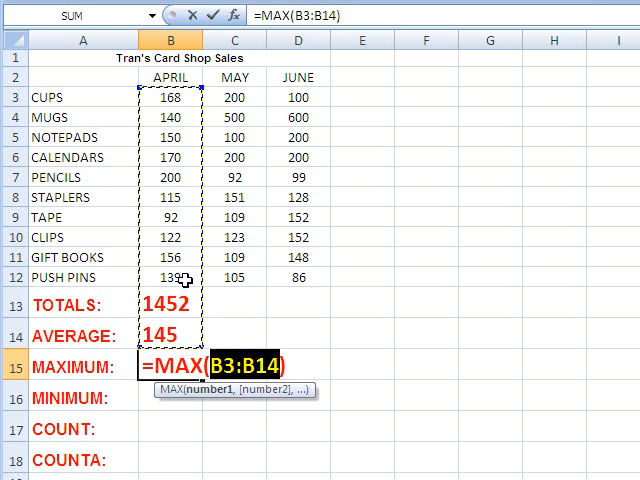 SUM =MAX(B3:B14)
A B C D E F G H I
1 Tran's Card Shop Sales
2 APRIL MAY JUNE
3 CUPS 168 200 100
4 MUGS 140 500 600
5 NOTEPADS 150 100 200
6 CALENDARS 170 200 200
7 PENCILS 200 92 99
8 STAPLERS 115 151 128
9 TAPE 92 109 152
10 CLIPS 122 123 152
11 GIFT BOOKS 156 109 148
12 PUSH PINS 139 105 86
13 TOTALS: 1452
14 AVERAGE: 145
15 MAXIMUM: =MAX(B3:B14)
MAX(number1, [number2], ...)
16 MINIMUM:
17 COUNT:
18 COUNTA: